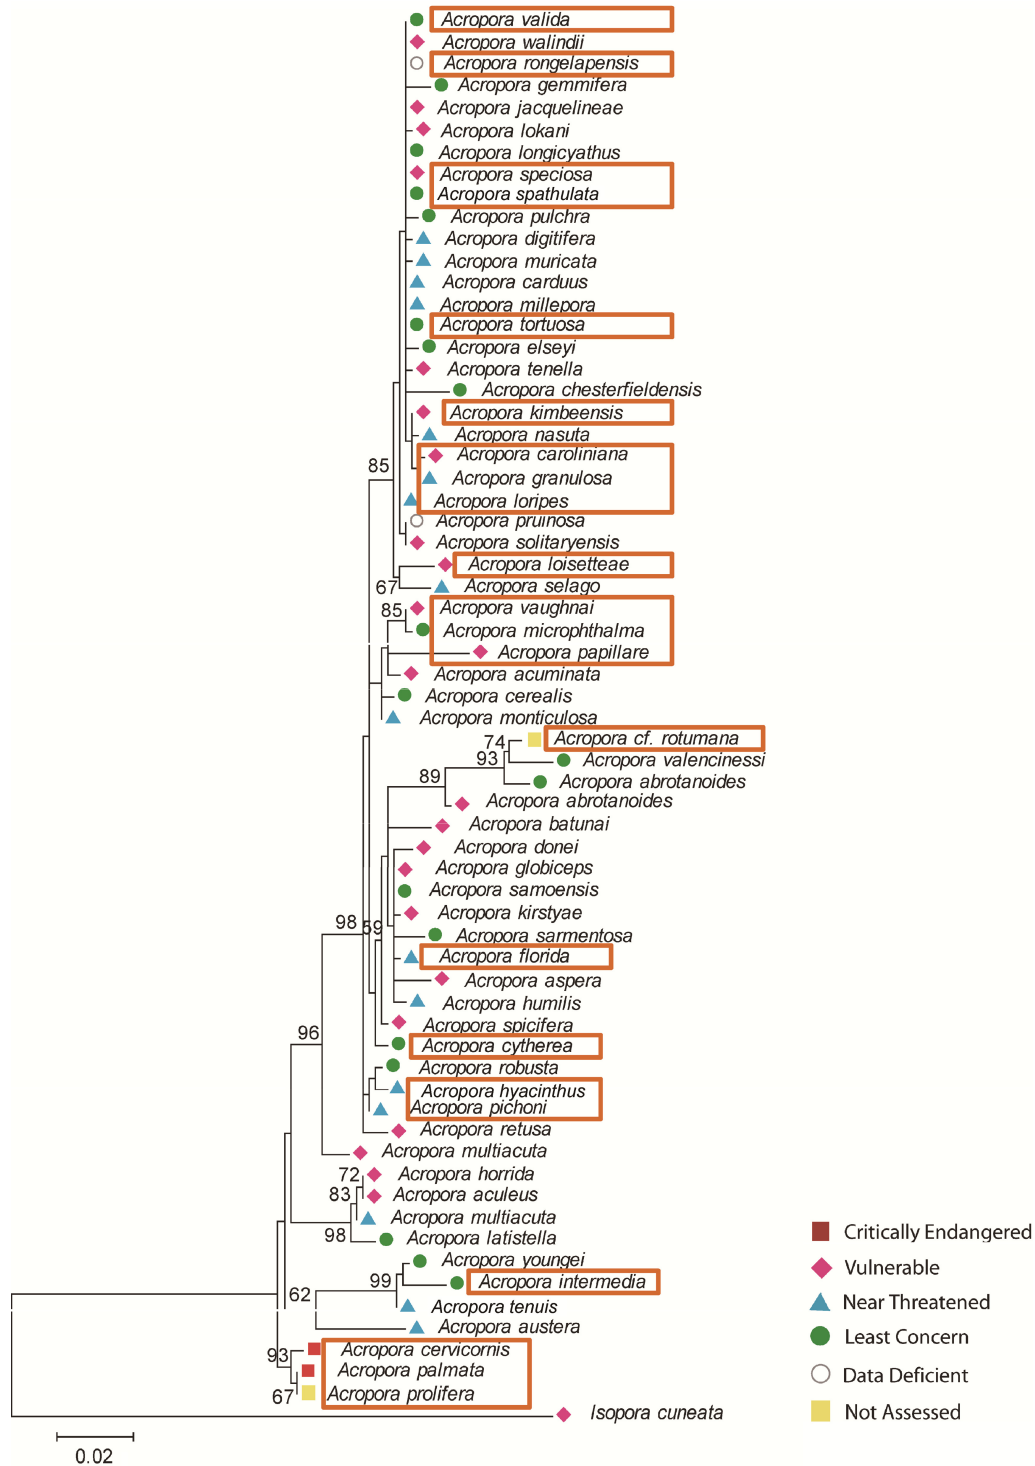 Acropora valida
Acropora walindii
Acropora rongelapensis
Acropora gemmifera
Acropora jacquelineae
Acropora lokani
Acropora longicyathus
Acropora speciosa
Acropora spathulata
Acropora pulchra
Acropora digitifera
Acropora muricata
Acropora carduus
Acropora millepora
Acropora tortuosa
Acropora elseyi
Acropora tenella
Acropora chesterfieldensis
Acropora kimbeensis
Acropora nasuta
Acropora caroliniana
85
Acropora granulosa
Acropora loripes
Acropora pruinosa
Acropora solitaryensis
Acropora loisetteae
67
Acropora selago
85
Acropora vaughnai
Acropora microphthalma
Acropora papillare
Acropora acuminata
Acropora cerealis
Acropora monticulosa
74
Acropora cf. rotumana
93
Acropora valencinessi
89
Acropora abrotanoides
Acropora abrotanoides
Acropora batunai
Acropora donei
Acropora globiceps
Acropora samoensis
Acropora kirstyae
98
59
Acropora sarmentosa
Acropora florida
Acropora aspera
Acropora humilis
Acropora spicifera
96
Acropora cytherea
Acropora robusta
Acropora hyacinthus
Acropora pichoni
Acropora retusa
Acropora multiacuta
72
Acropora horrida
83
Acropora aculeus
Acropora multiacuta
98
Acropora latistella
Acropora youngei
99
Acropora intermedia
62
Acropora tenuis
Acropora austera
93
Acropora cervicornis
Acropora palmata
67
Acropora prolifera
Isopora cuneata
0.02
Critically Endangered
Vulnerable
Near Threatened
Least Concern
Data Deficient
Not Assessed